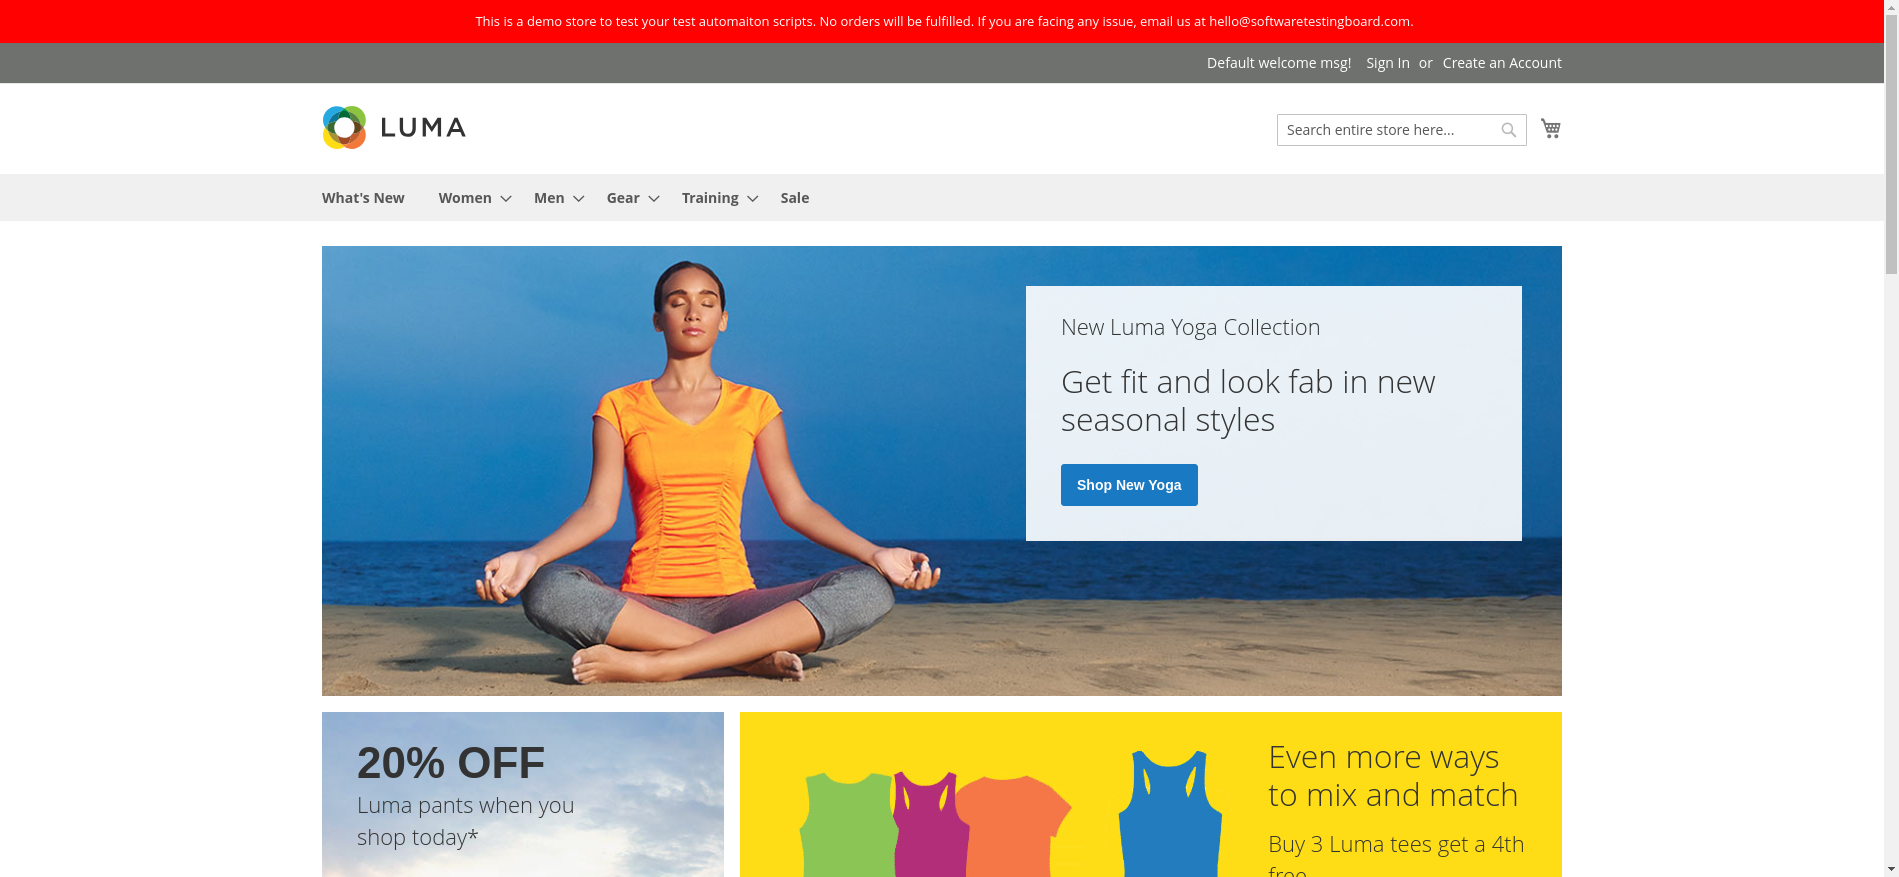 This is a demo store to test your test automaiton scripts. No orders will be fulfilled. If you are facing any issue, email us at hello@softwaretestingboard.com.
Default welcome msg! Sign In or Create an Account
LUMA
Search entire store here...
What's New Women Men Gear Training Sale
New Luma Yoga Collection
Get fit and look fab in new
seasonal styles
Shop New Yoga
20% OFF
Luma pants when you
shop today*
Even more ways
to mix and match
Buy 3 Luma tees get a 4th
free